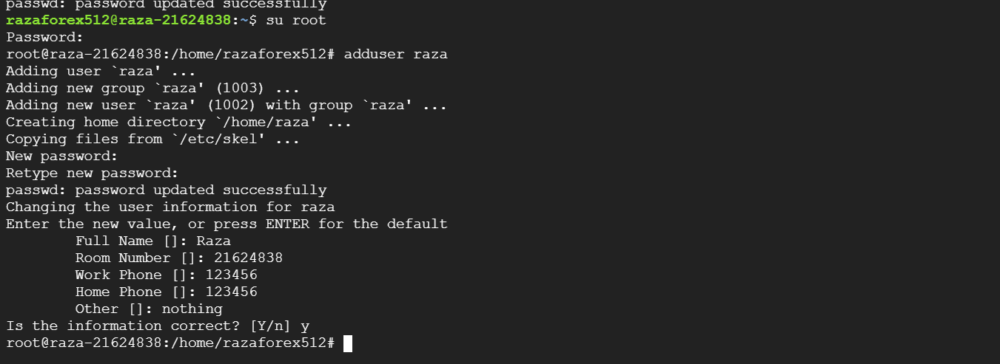 passwd: password updated successfully
razaforex512@raza-21624838:~$ su root
Password:
root@raza-21624838:/home/razaforex512# adduser raza
Adding user `raza' ...
Adding new group `raza' (1003) ...
Adding new user `raza' (1002) with group `raza' ...
Creating home directory `/home/raza' ...
Copying files from `/etc/skel' ...
New password:
Retype new password:
passwd: password updated successfully
Changing the user information for raza
Enter the new value, or press ENTER for the default
Full Name []: Raza
Room Number []: 21624838
Work Phone []: 123456
Home Phone []: 123456
Other []: nothing
Is the information correct? [Y/n] y
root@raza-21624838:/home/razaforex512#